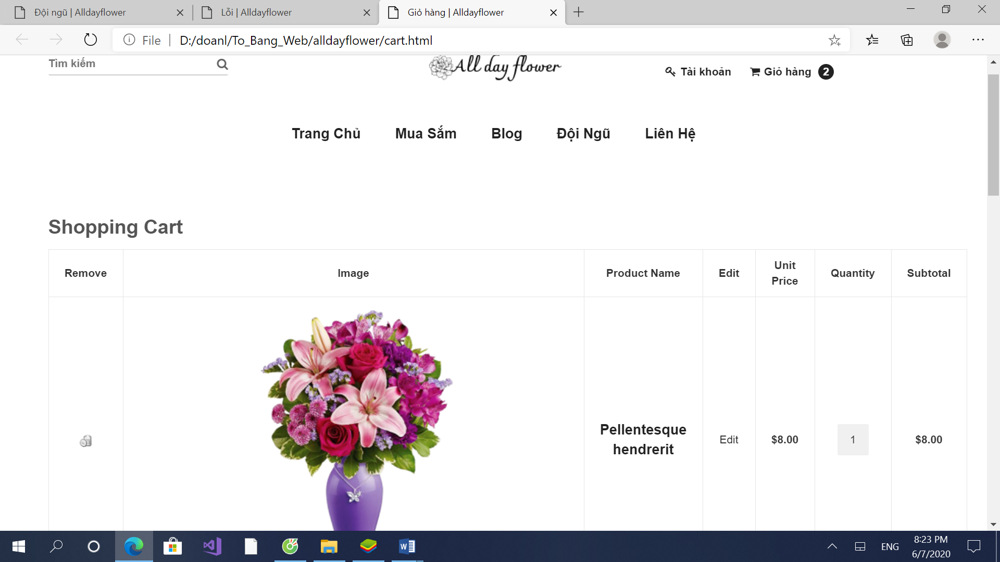 Đội ngũ | Alldayflower
Lỗi | Alldayflower
Giỏ hàng | Alldayflower
File
D:/doanl/To_Bang_Web/alldayflower/cart.html
Tìm kiếm
All day flower
Tài khoản
Giỏ hàng 2
Trang Chủ
Mua Sắm
Blog
Đội Ngũ
Liên Hệ
Shopping Cart
Remove
Image
Product Name
Edit
Unit
Price
Quantity
Subtotal
Pellentesque
hendrerit
Edit
$8.00
1
$8.00
ENG
8:23 PM
6/7/2020